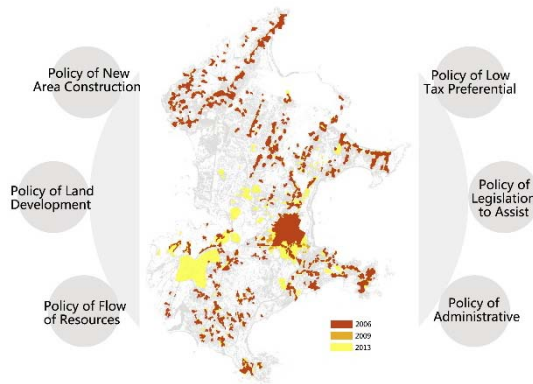 Policy of New
Area Construction
Policy of Low
Tax Preferential
Policy of Land
Development
Policy of
Legislation
to Assist
Policy of Flow
of Resources
Policy of
Administrative
2006
2009
2013